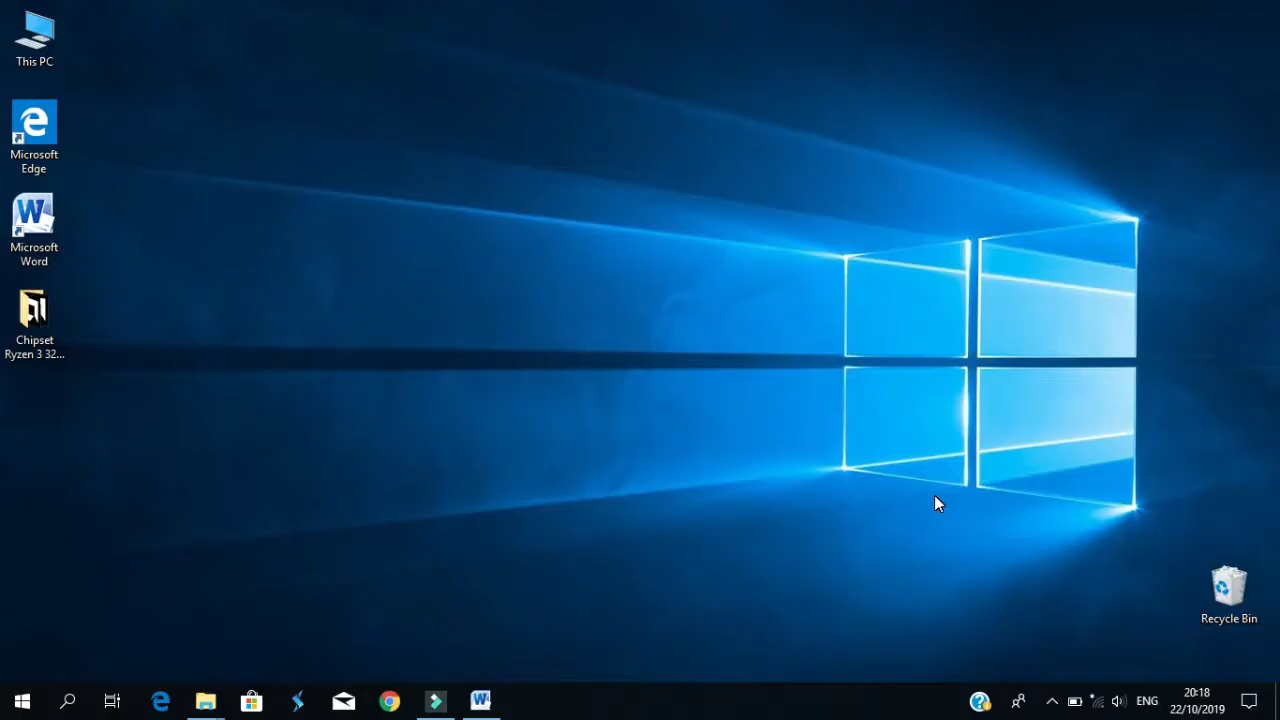 This PC
Microsoft
Edge
Microsoft
Word
Chipset
Ryzen 3 32...
Recycle Bin
ENG
20:18
22/10/2019